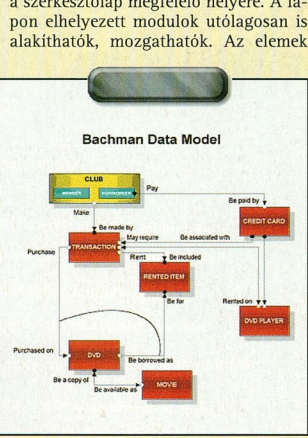 a szerkesztőlap megfelelő helyére. A la-
pon elhelyezett modulok utólagosan is
alakíthatók, mozgathatók. Az elemek
Bachman Data Model
CLUB
MEMBER
Pay
Make
Be paid by
CREDIT CARD
Be made by
TRANSACTION
May require
Be associated with
Purchase
Rent
Be included
RENTED ITEM
Be for
Rented on
DVD PLAYER
Purchased on
DVD
Be borrowed as
Be a copy of
Be available as
MOVIE